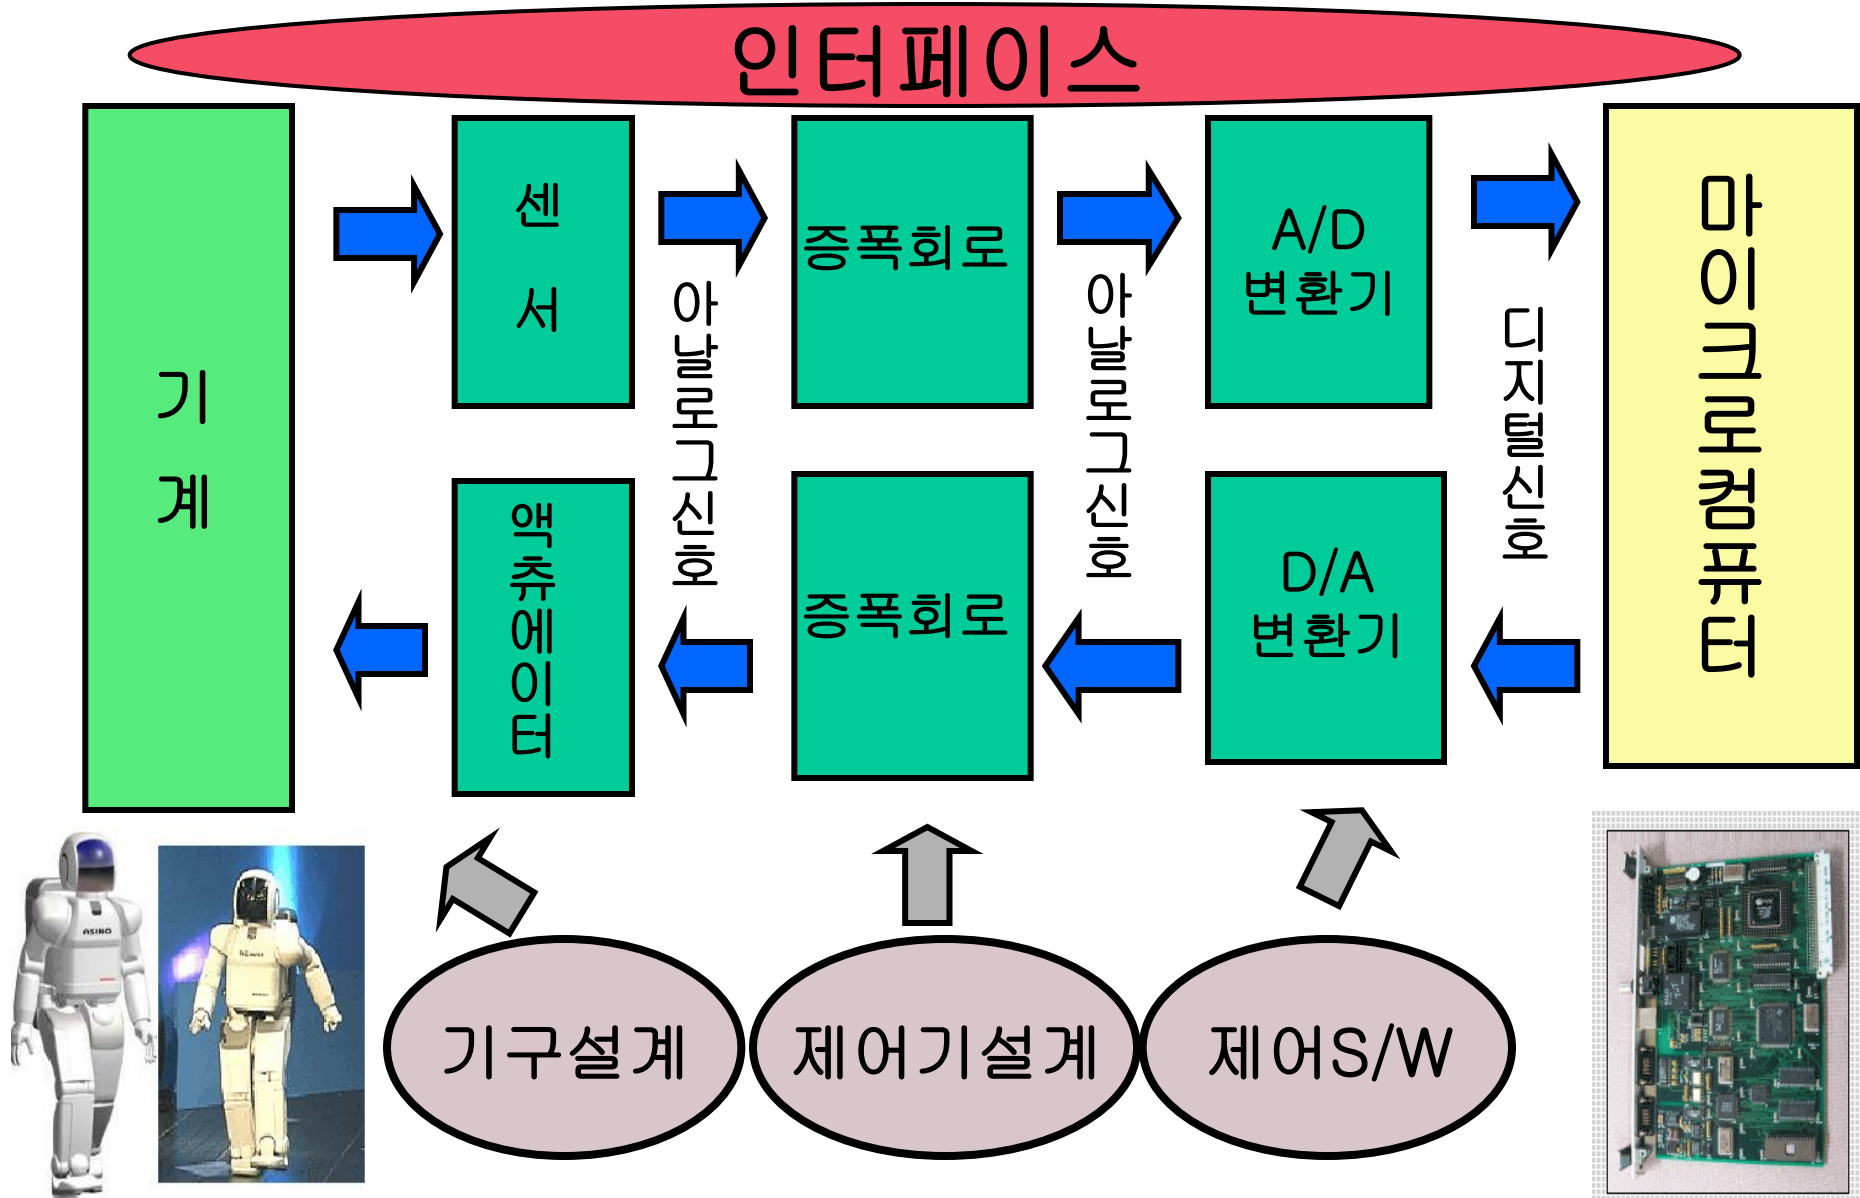 인터페이스
기
계
센
서
아날로그신호
증폭회로
아날로그신호
A/D
변환기
디지털신호
마이크로컴퓨터
액츄에이터
증폭회로
D/A
변환기
ASIMO
기구설계
제어기설계
제어S/W